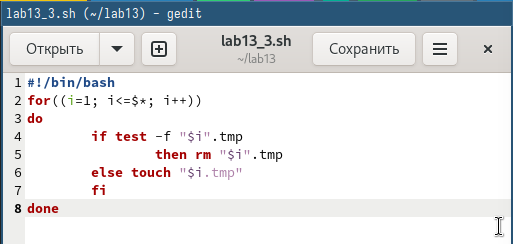 lab13_3.sh (~/lab13) - gedit
Открыть
lab13_3.sh
~/lab13
Сохранить
1 #!/bin/bash
2 for((i=1; i<=$*; i++))
3 do
4         if test -f "$i".tmp
5                 then rm "$i".tmp
6         else touch "$i.tmp"
7         fi
8 done